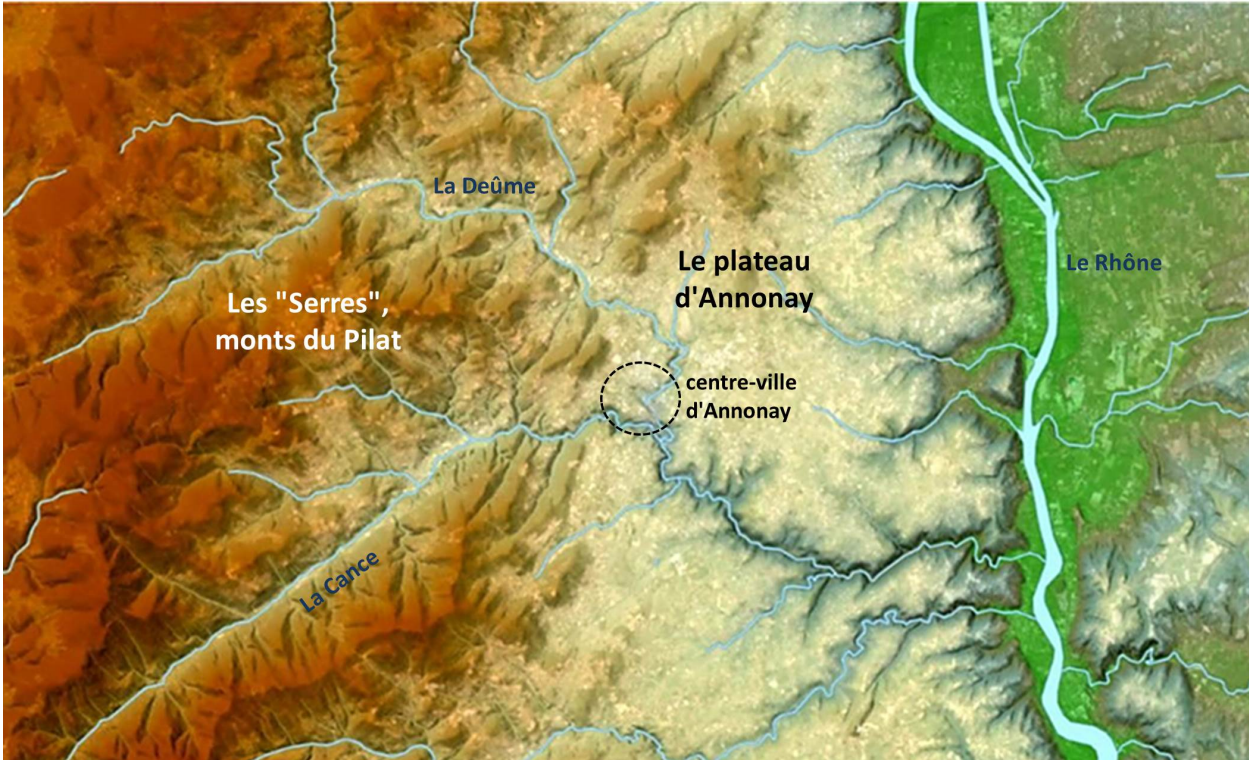 La Deûme
Le plateau
d'Annonay
Le Rhône
Les "Serres",
monts du Pilat
centre-ville
d'Annonay
La Cance